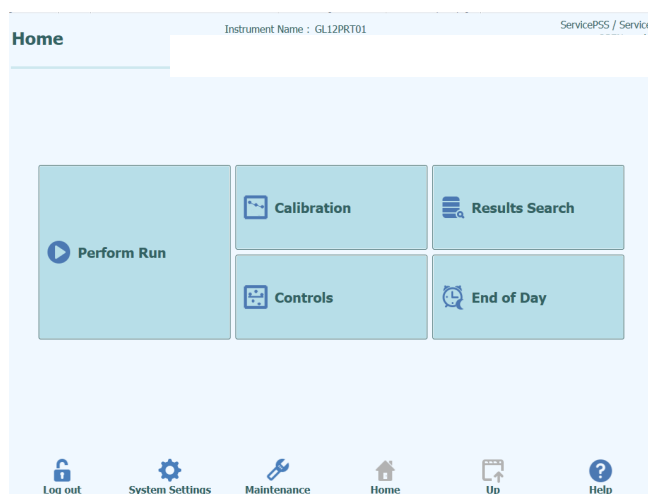 Home
Instrument Name : GL12PRT01
ServicePSS / Service
Perform Run
Calibration
Results Search
Controls
End of Day
Log out
System Settings
Maintenance
Home
Up
Help